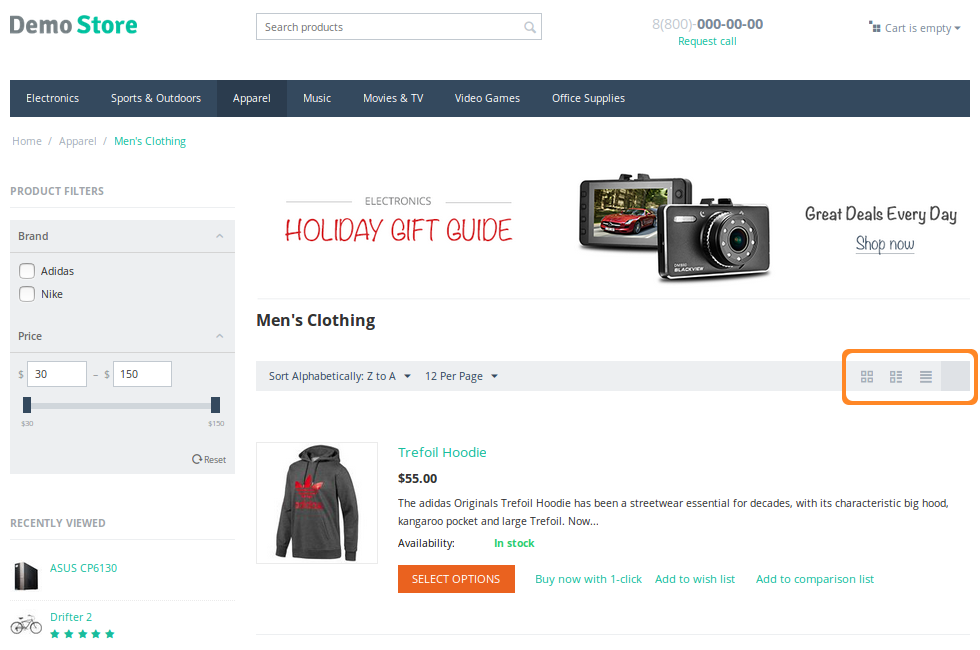 Demo Store
Search products
8(800)-000-00-00
Request call
Cart is empty
Electronics Sports & Outdoors Apparel Music Movies & TV Video Games Office Supplies
Home / Apparel / Men's Clothing
PRODUCT FILTERS
Brand
Adidas
Nike
Price
$ 30 – $ 150
$30 $150
Reset
RECENTLY VIEWED
ASUS CP6130
Drifter 2
ELECTRONICS
HOLIDAY GIFT GUIDE
BLACKVIEW
Great Deals Every Day
Shop now
Men's Clothing
Sort Alphabetically: Z to A 12 Per Page
Trefoil Hoodie
$55.00
The adidas Originals Trefoil Hoodie has been a streetwear essential for decades, with its characteristic big hood,
kangaroo pocket and large Trefoil. Now...
Availability: In stock
SELECT OPTIONS Buy now with 1-click Add to wish list Add to comparison list